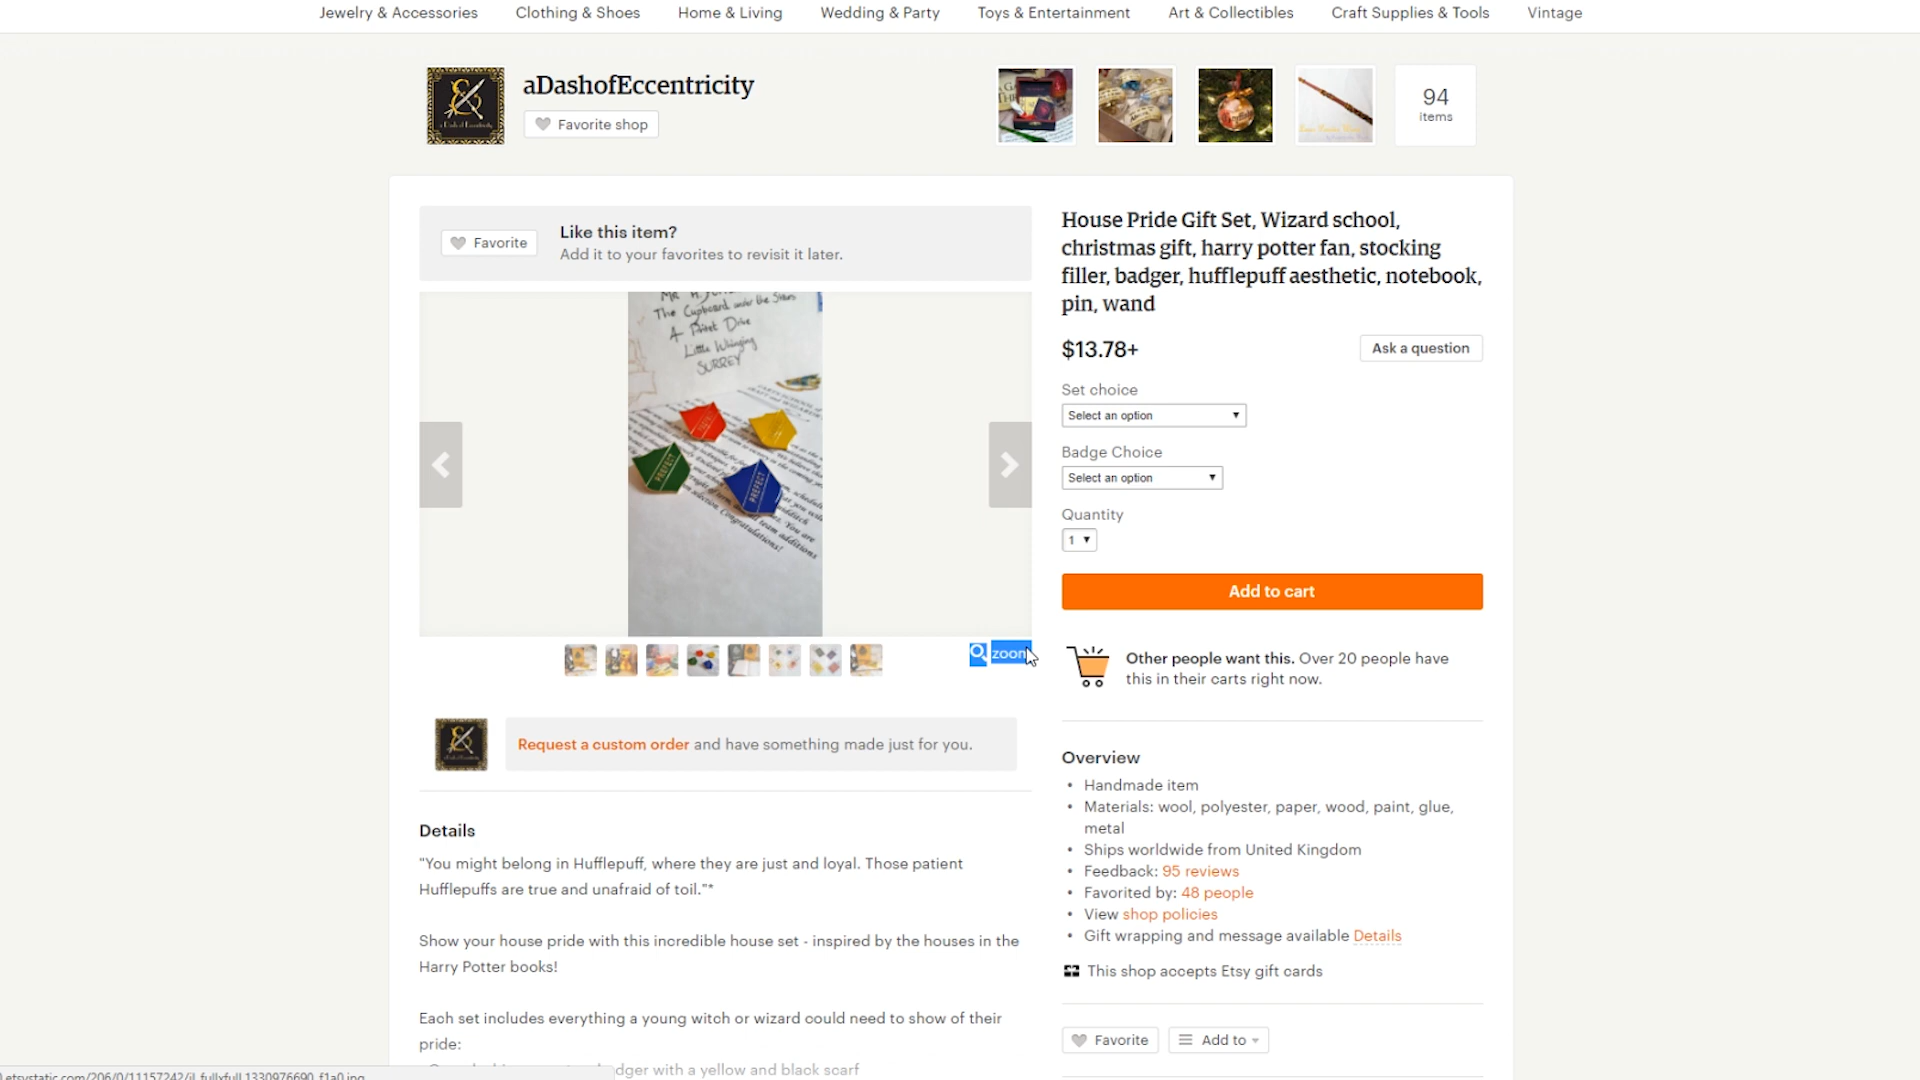 Jewelry & Accessories Clothing & Shoes Home & Living Wedding & Party Toys & Entertainment Art & Collectibles Craft Supplies & Tools Vintage
aDashofEccentricity
Favorite shop
94
items
Favorite
Like this item?
Add it to your favorites to revisit it later.
The Cupboard under the Stairs
Little Whinging
SURREY
PREFECT
PREFECT
Congratulations!
zoom
Request a custom order and have something made just for you.
Details
"You might belong in Hufflepuff, where they are just and loyal. Those patient
Hufflepuffs are true and unafraid of toil."*
Show your house pride with this incredible house set - inspired by the houses in the
Harry Potter books!
Each set includes everything a young witch or wizard could need to show of their
pride:
dger with a yellow and black scarf
House Pride Gift Set, Wizard school,
christmas gift, harry potter fan, stocking
filler, badger, hufflepuff aesthetic, notebook,
pin, wand
$13.78+
Ask a question
Set choice
Select an option
Badge Choice
Select an option
Quantity
1
Add to cart
Other people want this. Over 20 people have
this in their carts right now.
Overview
• Handmade item
• Materials: wool, polyester, paper, wood, paint, glue,
metal
• Ships worldwide from United Kingdom
• Feedback: 95 reviews
• Favorited by: 48 people
• View shop policies
• Gift wrapping and message available Details
This shop accepts Etsy gift cards
Favorite
Add to